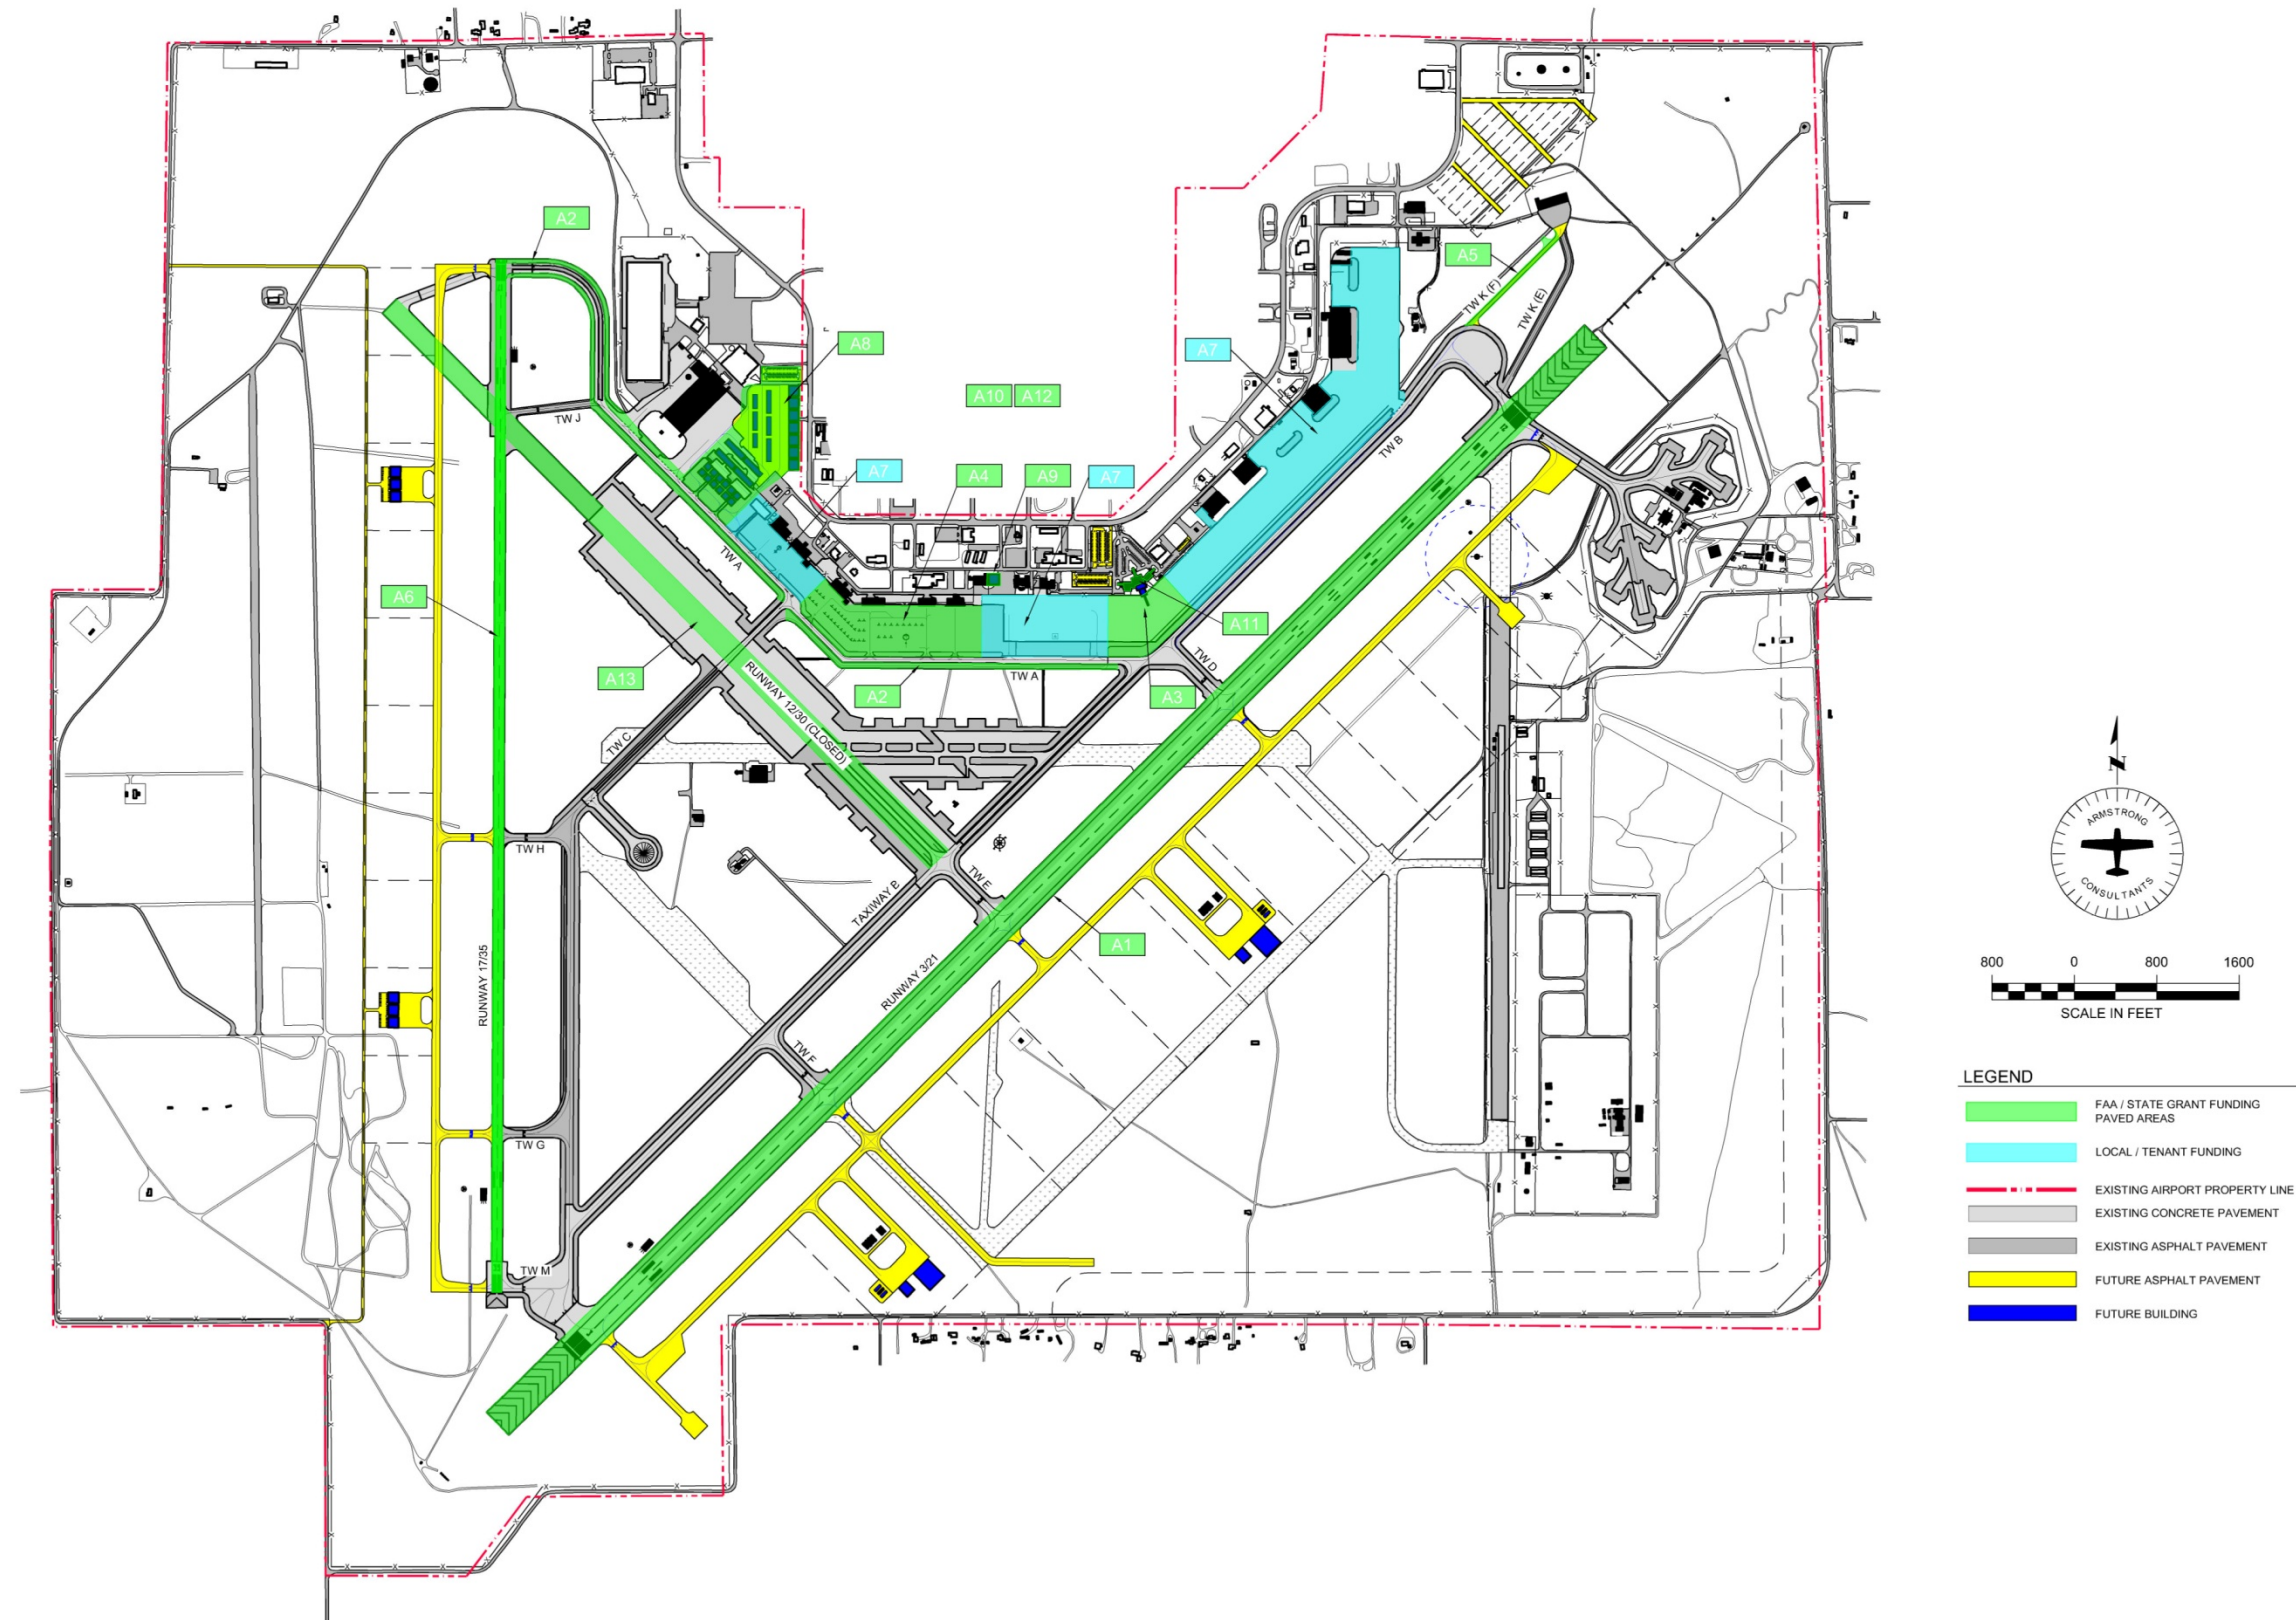 A2
A5
TW K (F)
TW K (E)
A8
A7
A10 A12
TW J
TW B
A7
A4
A9
A7
TW A
A6
A11
A13
RUNWAY 12/30 (CLOSED)
A2
TW A
A3
TW D
TW C
N
ARMSTRONG
CONSULTANTS
TW H
TW E
TAXIWAY B
A1
RUNWAY 17/35
RUNWAY 3/21
800 0 800 1600
SCALE IN FEET
TW F
TW G
TW M
LEGEND
FAA / STATE GRANT FUNDING
PAVED AREAS
LOCAL / TENANT FUNDING
EXISTING AIRPORT PROPERTY LINE
EXISTING CONCRETE PAVEMENT
EXISTING ASPHALT PAVEMENT
FUTURE ASPHALT PAVEMENT
FUTURE BUILDING